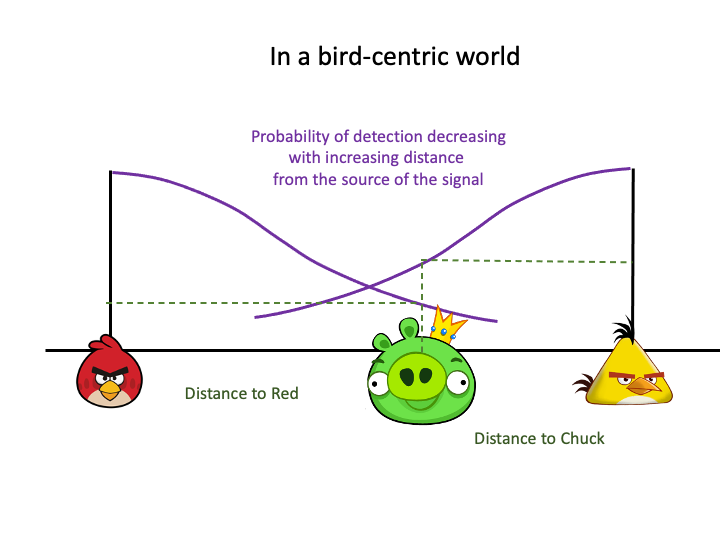 In a bird-centric world
Probability of detection decreasing
with increasing distance
from the source of the signal
Distance to Red
Distance to Chuck